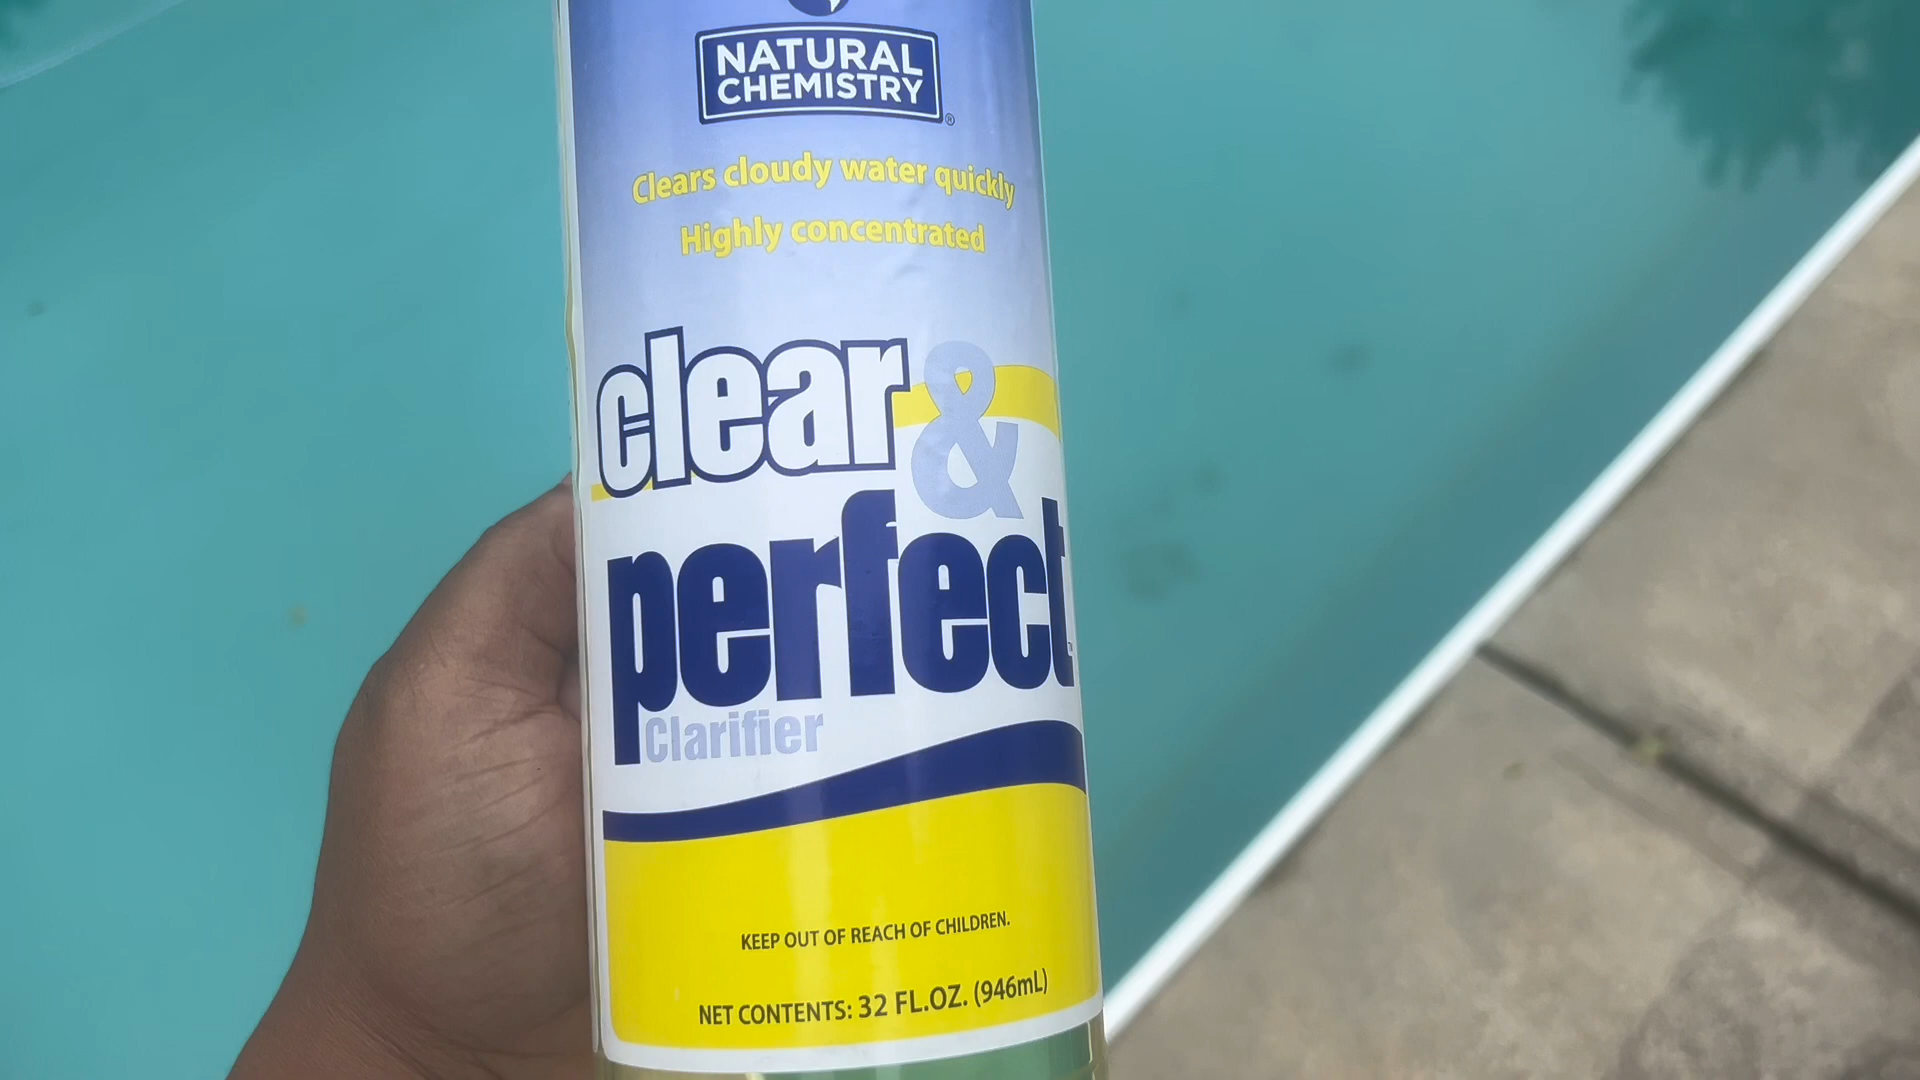 NATURAL
CHEMISTRY®
Clears cloudy water quickly
Highly concentrated
clear &
perfect™
Clarifier
KEEP OUT OF REACH OF CHILDREN.
NET CONTENTS: 32 FL.OZ. (946mL)